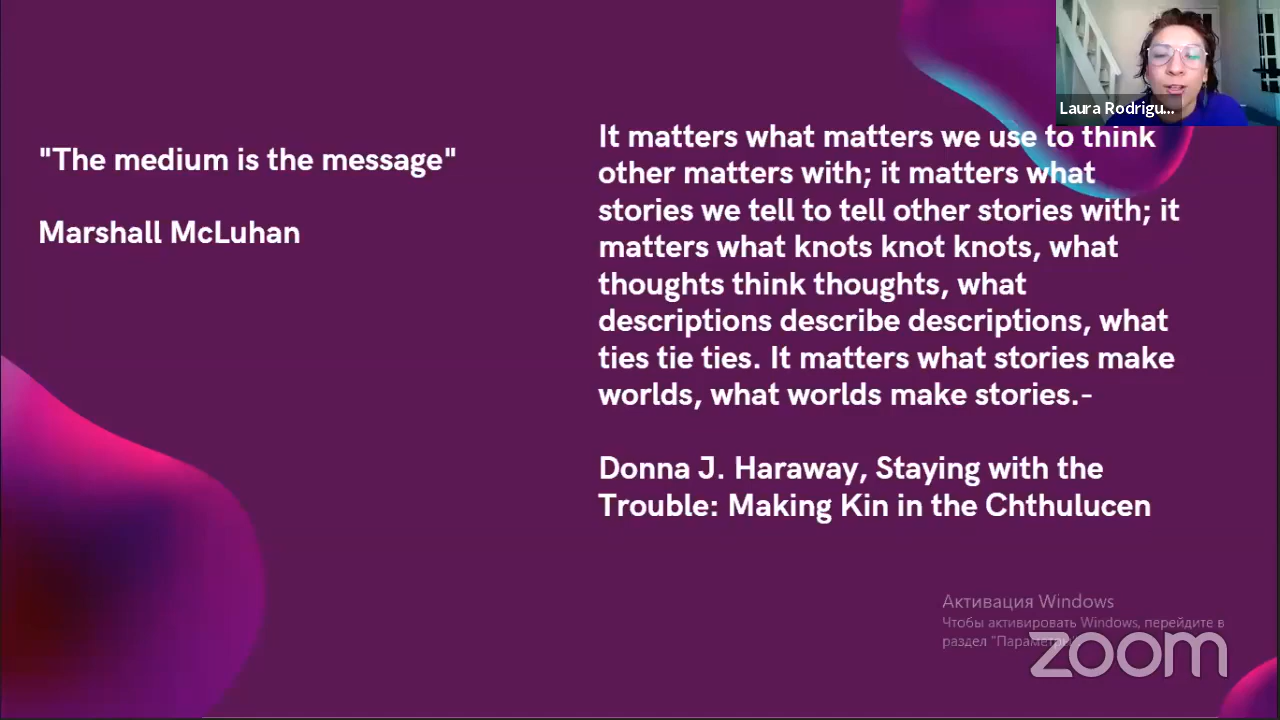 Laura Rodrigu...
"The medium is the message"
Marshall McLuhan
It matters what matters we use to think
other matters with; it matters what
stories we tell to tell other stories with; it
matters what knots knot knots, what
thoughts think thoughts, what
descriptions describe descriptions, what
ties tie ties. It matters what stories make
worlds, what worlds make stories.-
Donna J. Haraway, Staying with the
Trouble: Making Kin in the Chthulucen
Активация Windows
Чтобы активировать Windows, перейдите в
раздел "Параметры"
zoom